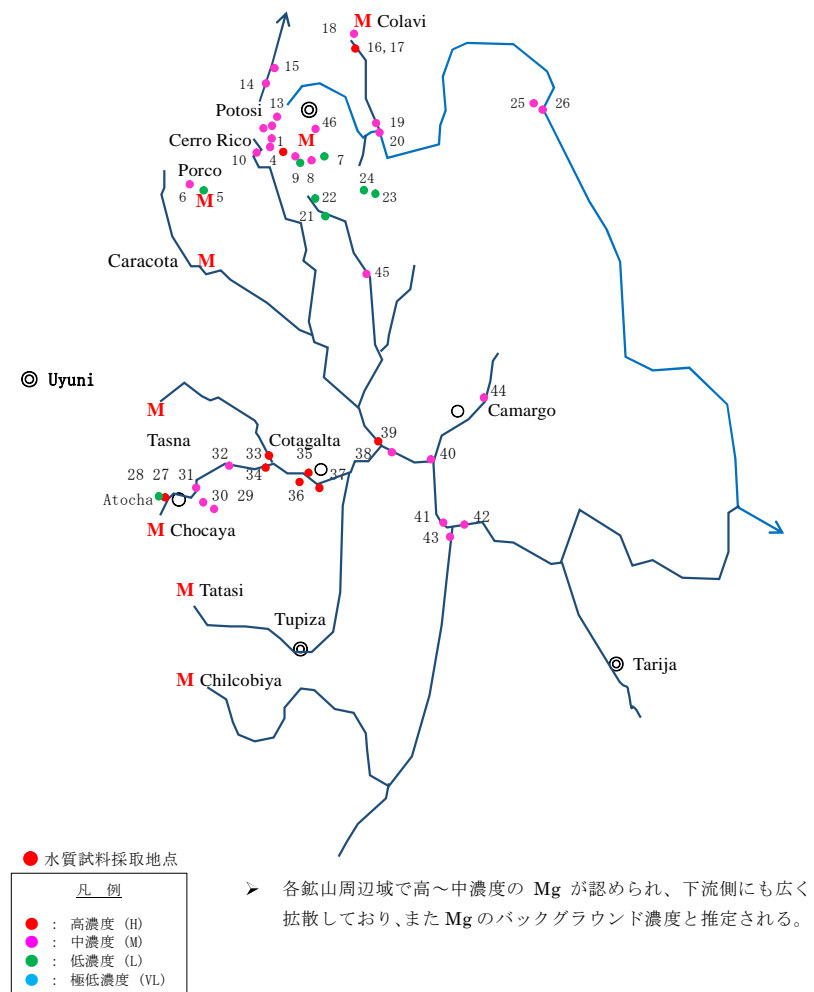 M Colavi
18
16,17
15
14
13
Potosi
19
20
25
26
46
Cerro Rico
1
M
10
4
7
9 8
Porco
6
M
5
24
23
22
21
Caracota
M
45
Uyuni
M
44
Camargo
Tasna
Cotagalta
39
32
33
35
38
40
34
28 27 31
37
36
Atocha
30 29
M Chocaya
41
42
43
M Tatasi
Tupiza
Tarija
M Chilcobiya
水質試料採取地点
凡 例
: 高濃度 (H)
: 中濃度 (M)
: 低濃度 (L)
: 極低濃度 (VL)
➢ 各鉱山周辺域で高～中濃度の Mg が認められ、下流側にも広く
拡散しており、また Mg のバックグラウンド濃度と推定される。